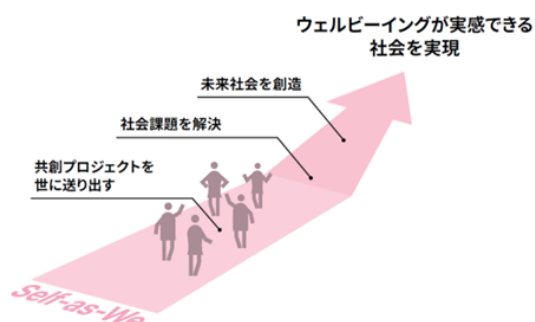 ウェルビーイングが実感できる
社会を実現
未来社会を創造
社会課題を解決
共創プロジェクトを
世に送り出す
Self-as-We